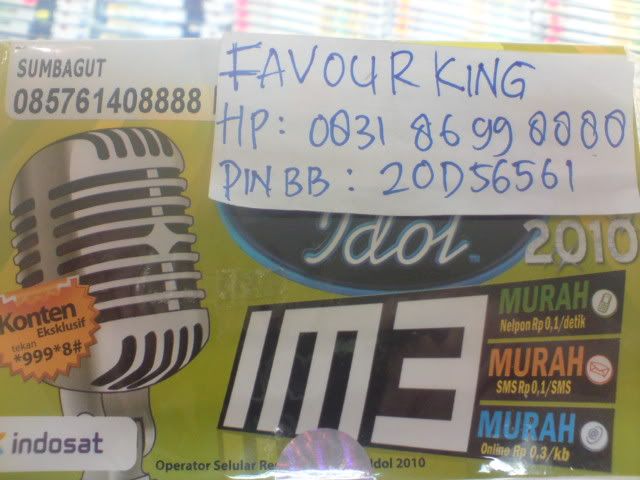 SUMBAGUT
085761408888
FAVOUR KING
HP: 0831 8699 8880
PIN BB : 20D56561
Idol
2010
Konten
Eksklusif
tekan
*999*8#
IM3
MURAH
Nelpon Rp 0,1/detik
MURAH
SMS Rp 0,1/SMS
MURAH
Online Rp 0,3/kb
indosat
Operator Selular Re
Idol 2010